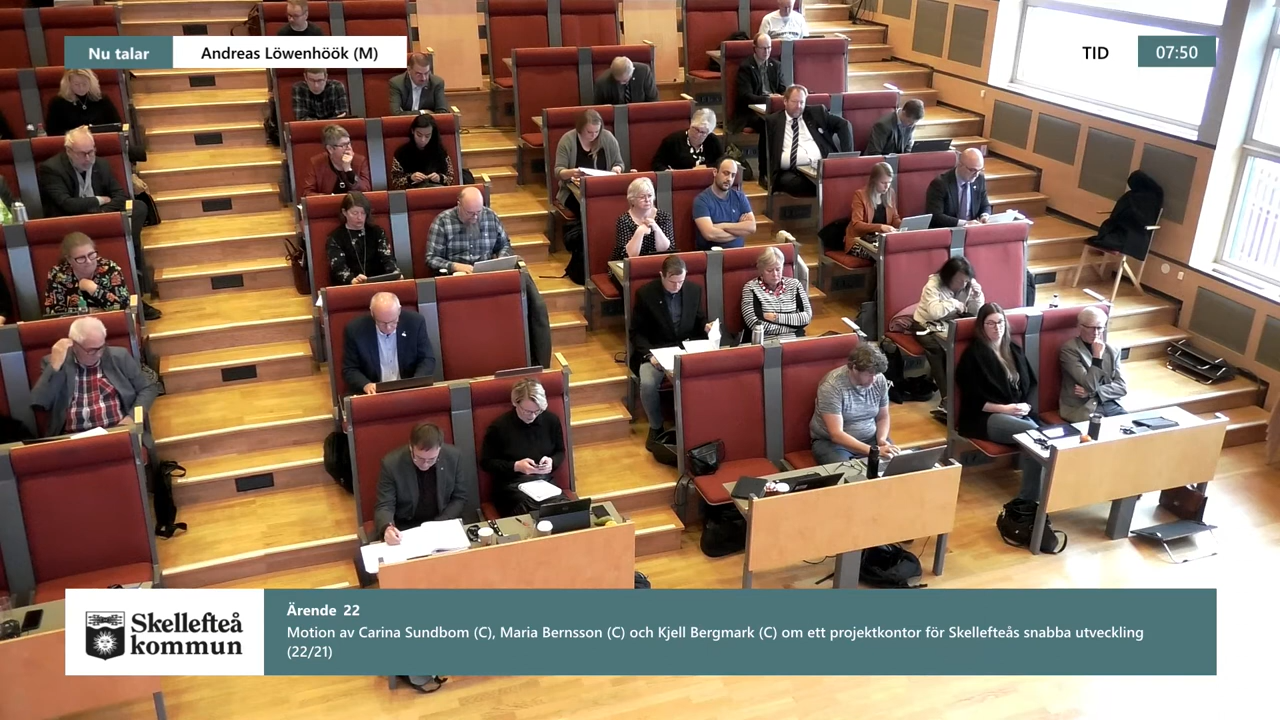 Nu talar
Andreas Löwenhöök (M)
TID
07:50
Skellefteå
kommun
Ärende 22
Motion av Carina Sundbom (C), Maria Bernsson (C) och Kjell Bergmark (C) om ett projektkontor för Skellefteås snabba utveckling
(22/21)